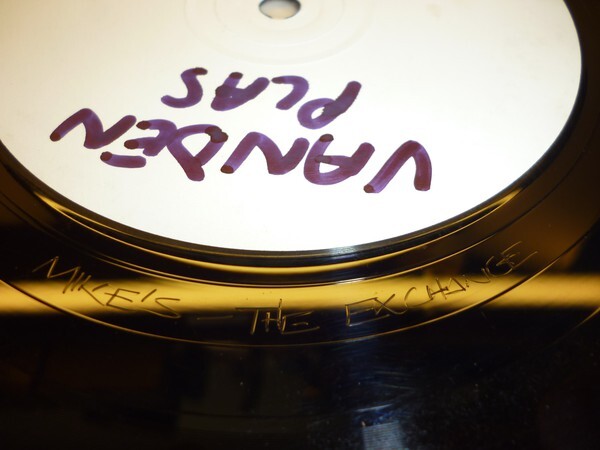 VANDEN
PLAS
MIKE'S - THE EXCHANGE